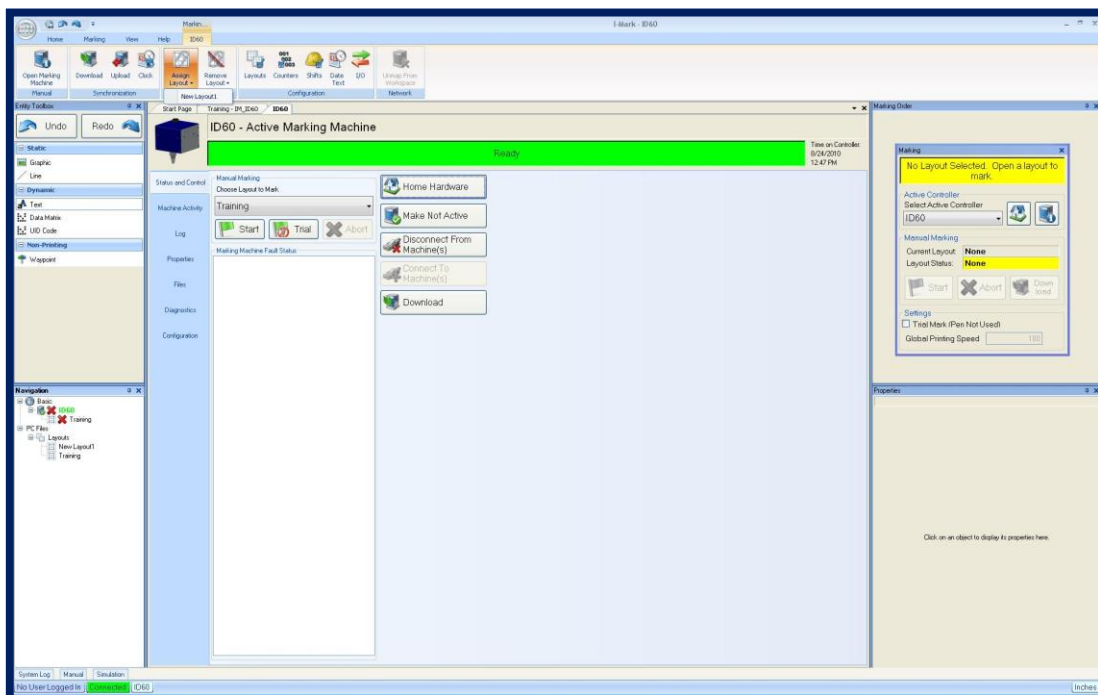 Markin...
I-Mark - ID60
Home Marking View Help ID60
Open Marking Machine
Download Upload Clock
Assign Layout
Remove Layout
Layouts Counters Shifts Date Text I/O
Unmap From Workspace
Manual Synchronization Configuration Network
New Layout1
Entity Toolbox
Undo Redo
Static
Graphic
Line
Dynamic
Text
Data Matrix
UID Code
Non-Printing
Waypoint
Navigation
Basic
ID60
Training
PC Files
Layouts
New Layout1
Training
Start Page Training - IM_ID60 ID60
ID60 - Active Marking Machine
Ready
Time on Controller:
9/24/2010
12:47 PM
Status and Control
Machine Activity
Log
Properties
Files
Diagnostics
Configuration
Manual Marking
Choose Layout to Mark
Training
Start Trial Abort
Marking Machine Fault Status
Home Hardware
Make Not Active
Disconnect From Machine(s)
Connect To Machine(s)
Download
Marking Order
Marking
No Layout Selected. Open a layout to
mark.
Active Controller
Select Active Controller
ID60
Manual Marking
Current Layout: None
Layout Status: None
Start Abort Down load
Settings
Trial Mark (Pen Not Used)
Global Printing Speed 100
Properties
Click on an object to display its properties here.
System Log Manual Simulation
No User Logged In Connected ID60
Inches